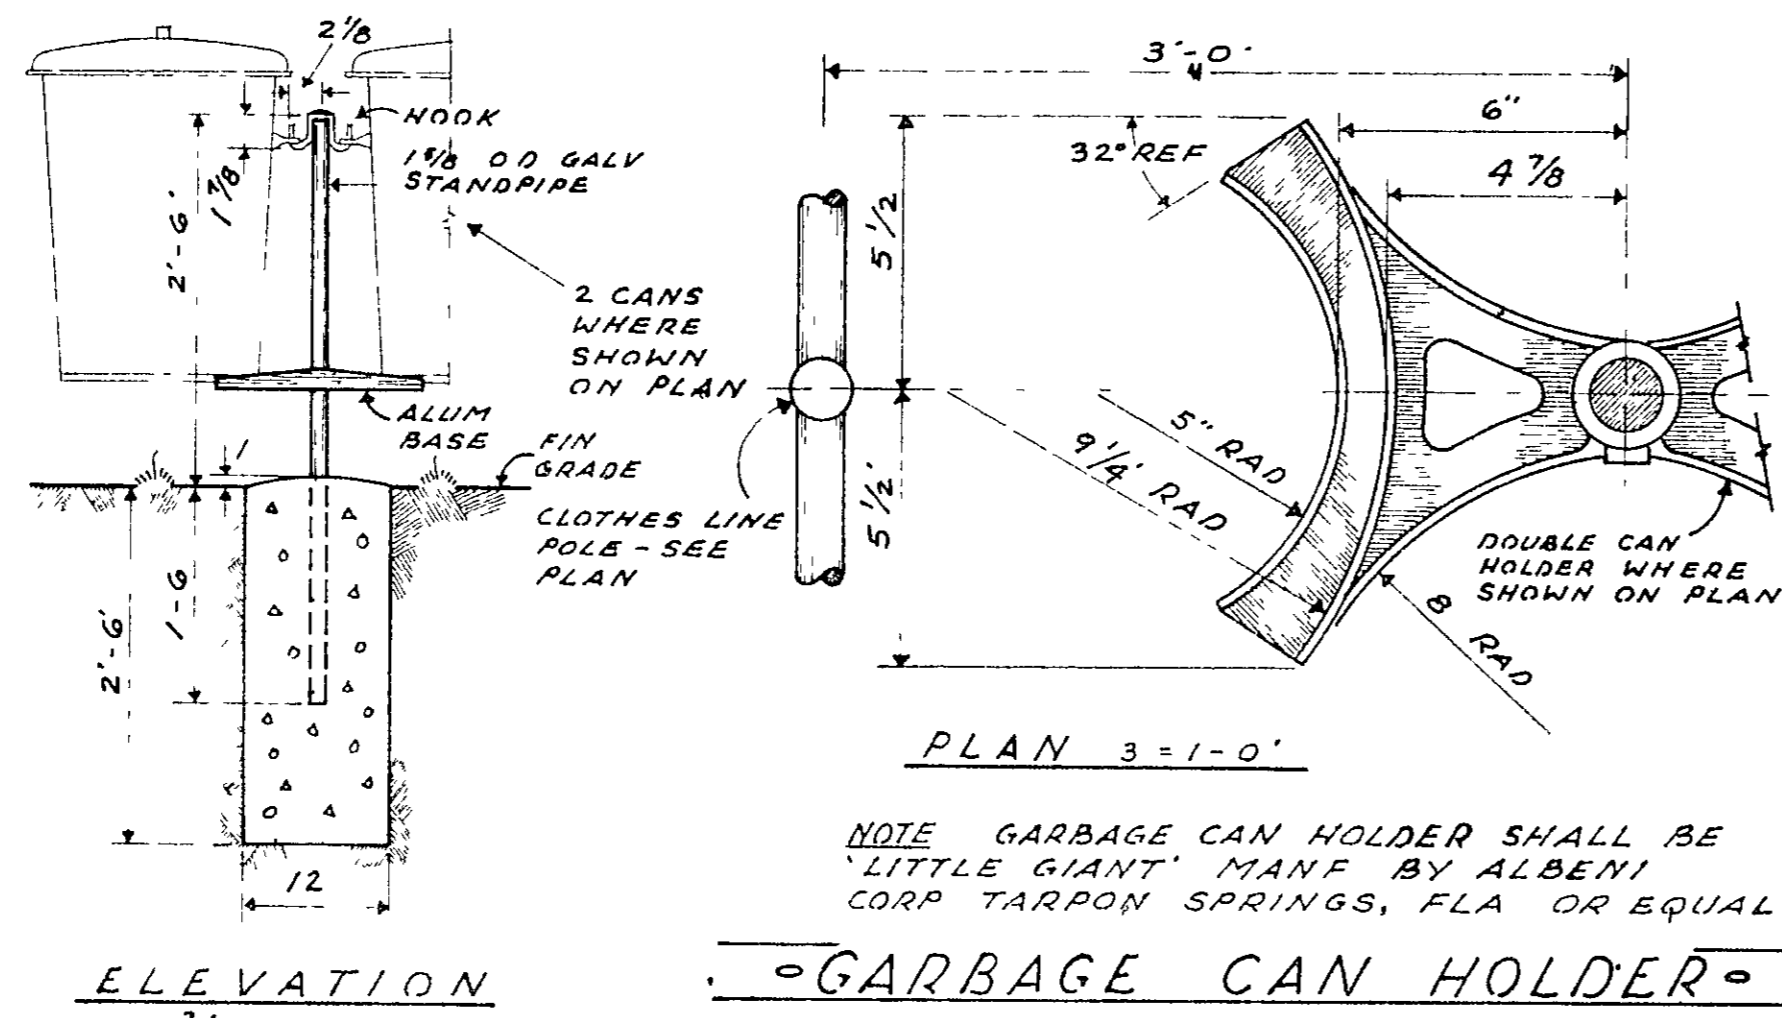 2 1/8
HOOK
1 5/8 OD GALV
STANDPIPE
1 7/8
2'-6'
2 CANS
WHERE
SHOWN
ON PLAN
ALUM
BASE
1
FIN
GRADE
1-6
2'-6'
12
ELEVATION
3'-0'
6"
4 7/8
32° REF
5 1/2
5 1/2'
5" RAD
9 1/4' RAD
8 RAD
CLOTHES LINE
POLE - SEE
PLAN
DOUBLE CAN
HOLDER WHERE
SHOWN ON PLAN
PLAN 3 = 1-0'
NOTE GARBAGE CAN HOLDER SHALL BE
'LITTLE GIANT' MANF BY ALBENI
CORP TARPON SPRINGS, FLA OR EQUAL
GARBAGE CAN HOLDER